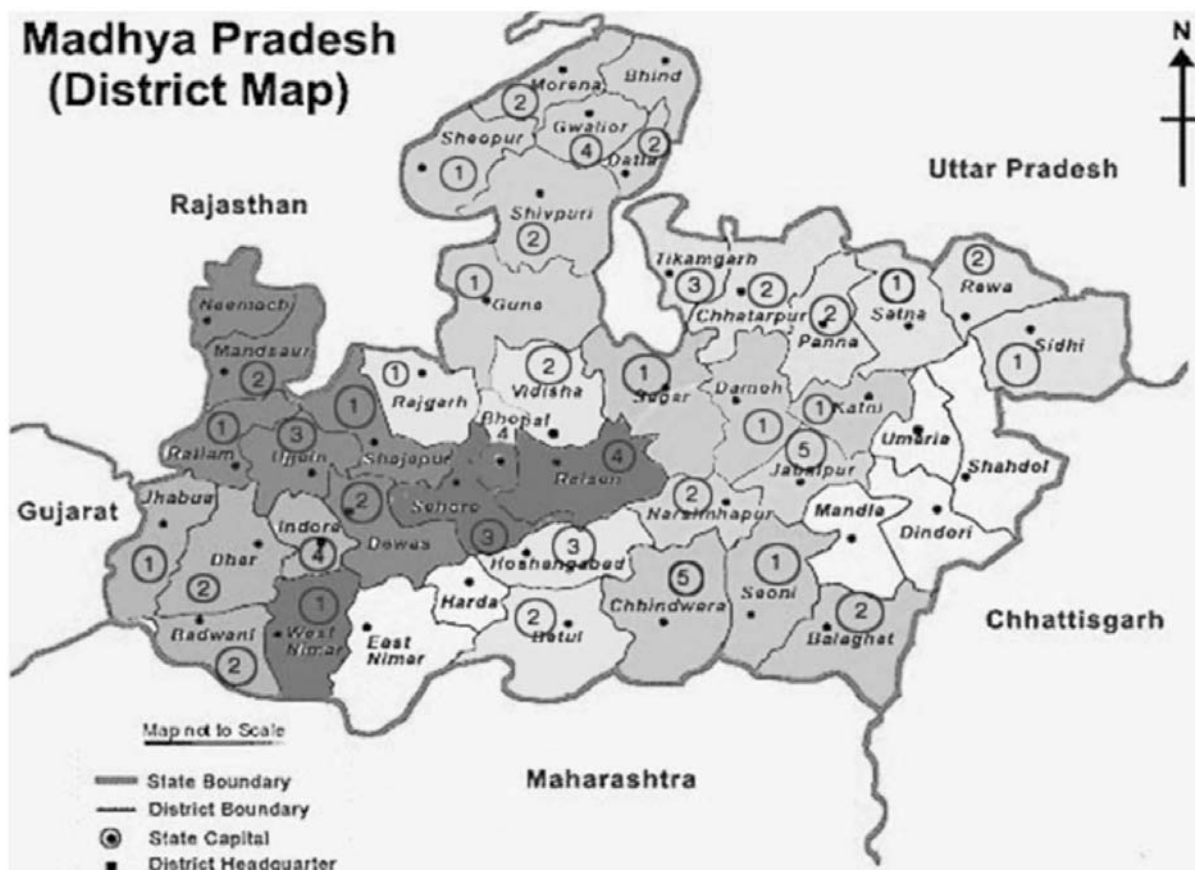 Madhya Pradesh
(District Map)
N
Morena
Bhind
2
Gwalior
Sheopur
4
2
Datia
1
Uttar Pradesh
Rajasthan
Shivpuri
2
Tikamgarh
2
Rewa
1
Guna
3
2
Chhatarpur
1
Satna
2
Panna
Sidhi
1
Neemach
Mandsaur
2
1
Rajgarh
2
Vidisha
1
Sagar
Damoh
1
Katni
1
Bhopal
4
1
Ratlam
3
Ujjain
1
Shajapur
4
Raisen
1
5
Jabalpur
Umaria
Shahdol
Gujarat
Jhabua
Indore
4
2
Dewas
Sehore
3
2
Narsimhapur
Mandla
Dindori
Dhar
2
1
Hoshangabad
3
5
Chhindwara
1
Seoni
Harda
2
Betul
2
Balaghat
Chhattisgarh
Badwani
2
1
West
Nimar
East
Nimar
Map not to Scale
Maharashtra
State Boundary
District Boundary
State Capital
District Headquarter